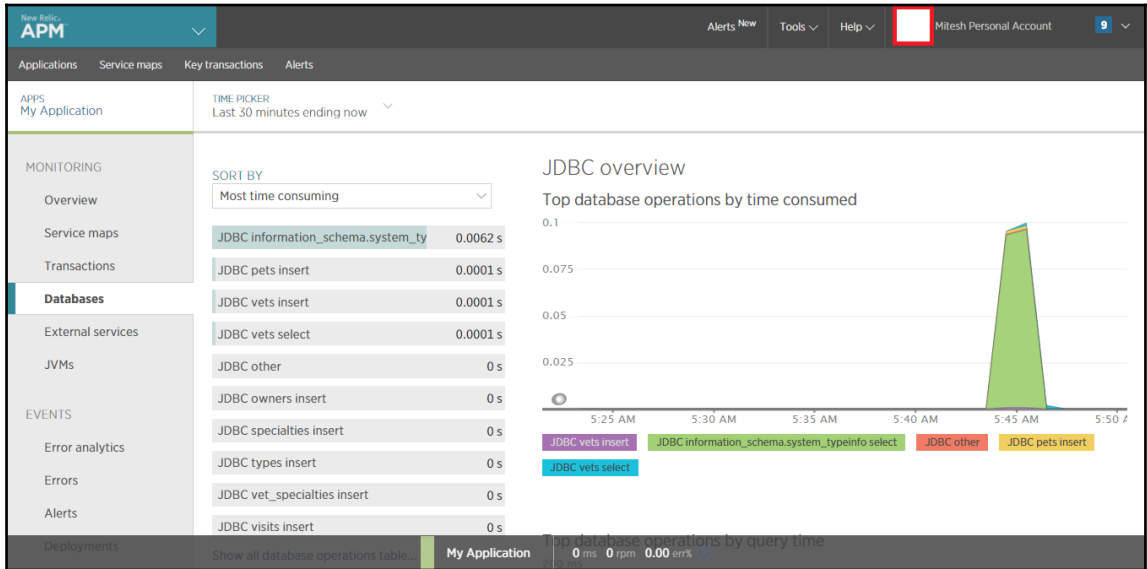 New Relic.
APM
Alerts New
Tools
Help
Mitesh Personal Account
9
Applications Service maps Key transactions Alerts
APPS
My Application
TIME PICKER
Last 30 minutes ending now
MONITORING
Overview
Service maps
Transactions
Databases
External services
JVMs
EVENTS
Error analytics
Errors
Alerts
Deployments
SORT BY
Most time consuming
JDBC information_schema.system_ty 0.0062 s
JDBC pets insert 0.0001 s
JDBC vets insert 0.0001 s
JDBC vets select 0.0001 s
JDBC other 0 s
JDBC owners insert 0 s
JDBC specialties insert 0 s
JDBC types insert 0 s
JDBC vet_specialties insert 0 s
JDBC visits insert 0 s
Show all database operations table...
JDBC overview
Top database operations by time consumed
0.1
0.075
0.05
0.025
5:25 AM 5:30 AM 5:35 AM 5:40 AM 5:45 AM 5:50 A
JDBC vets insert JDBC information_schema.system_typeinfo select JDBC other JDBC pets insert
JDBC vets select
Top database operations by query time
My Application 0 ms 0 rpm 0.00 err%